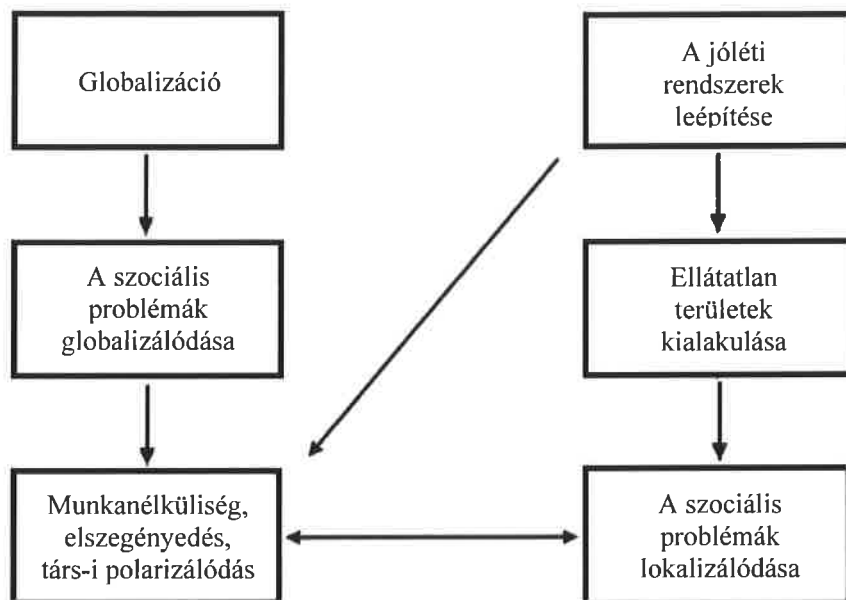 Globalizáció
A jóléti
rendszerek
leépítése
A szociális
problémák
globalizálódása
Ellátatlan
területek
kialakulása
Munkanélküliség,
elszegényedés,
társ-i polarizálódás
A szociális
problémák
lokalizálódása